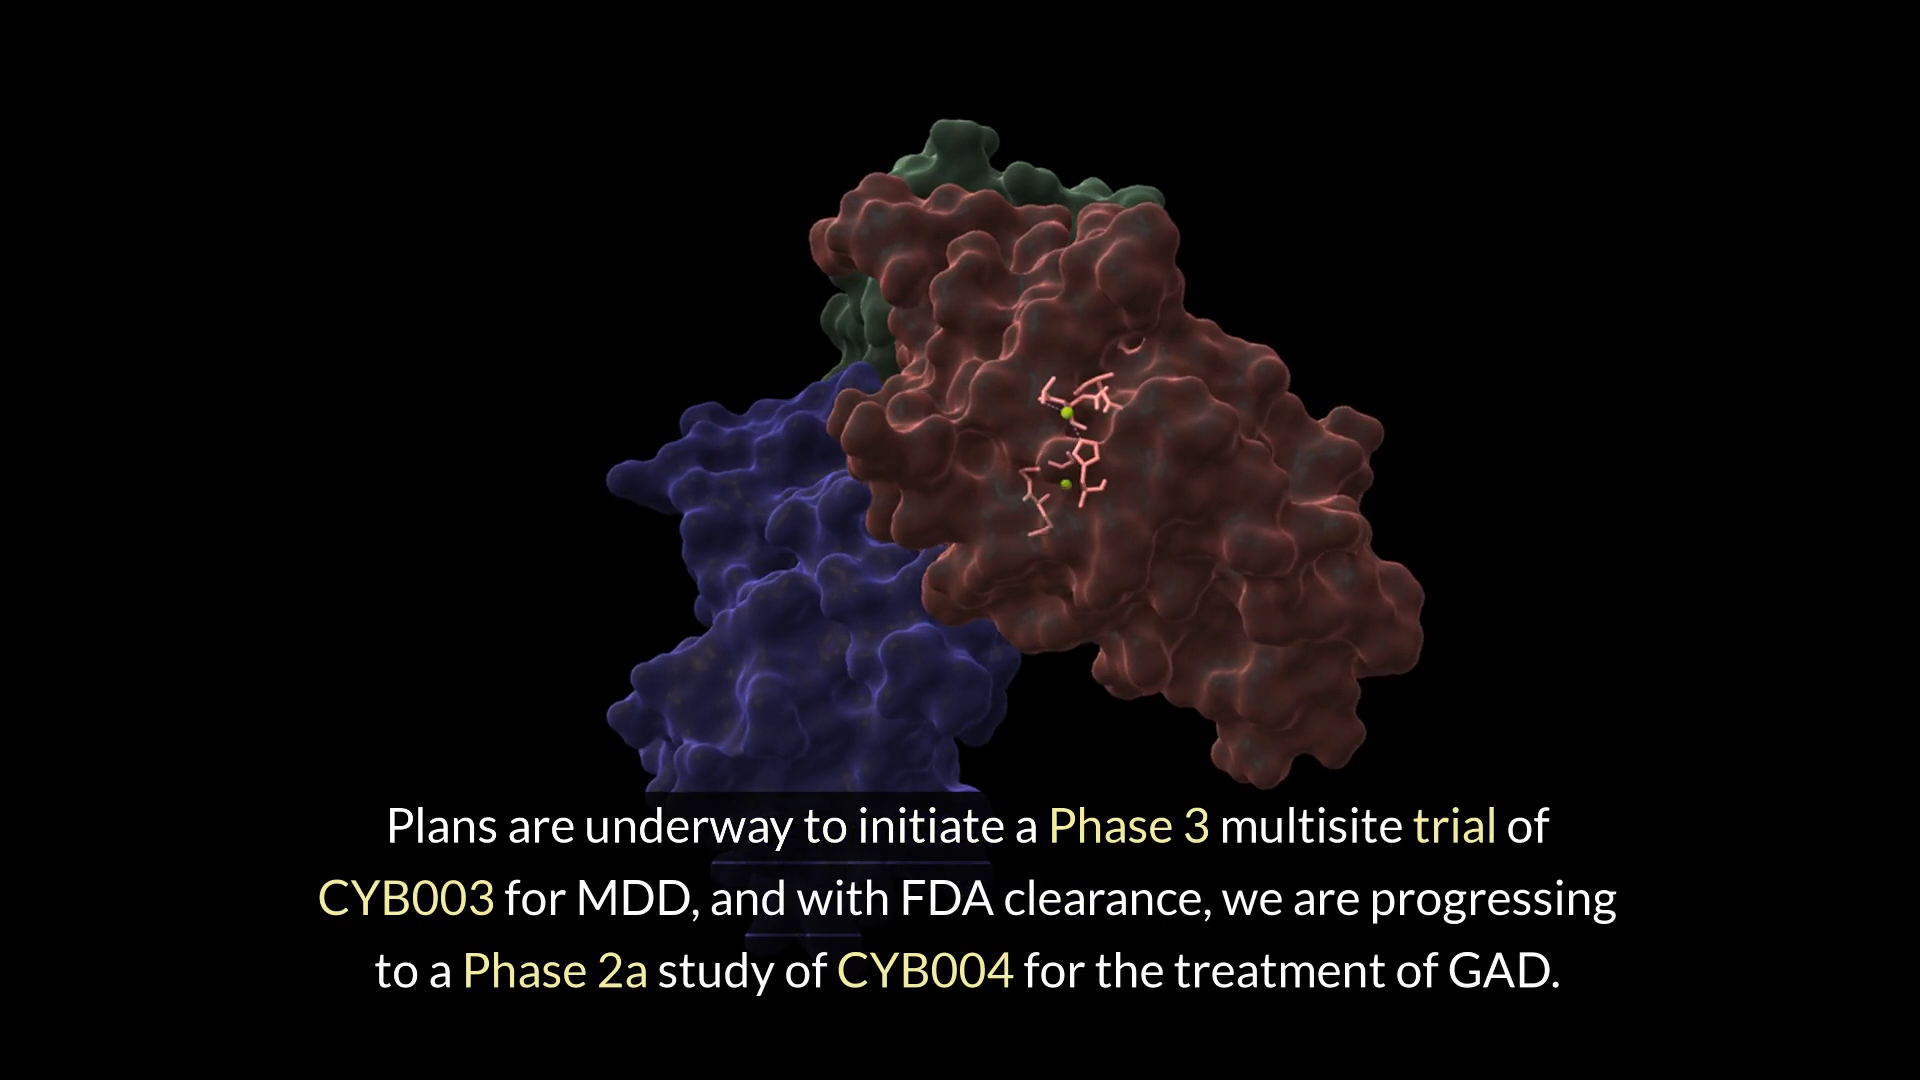 Plans are underway to initiate a Phase 3 multisite trial of
CYB003 for MDD, and with FDA clearance, we are progressing
to a Phase 2a study of CYB004 for the treatment of GAD.